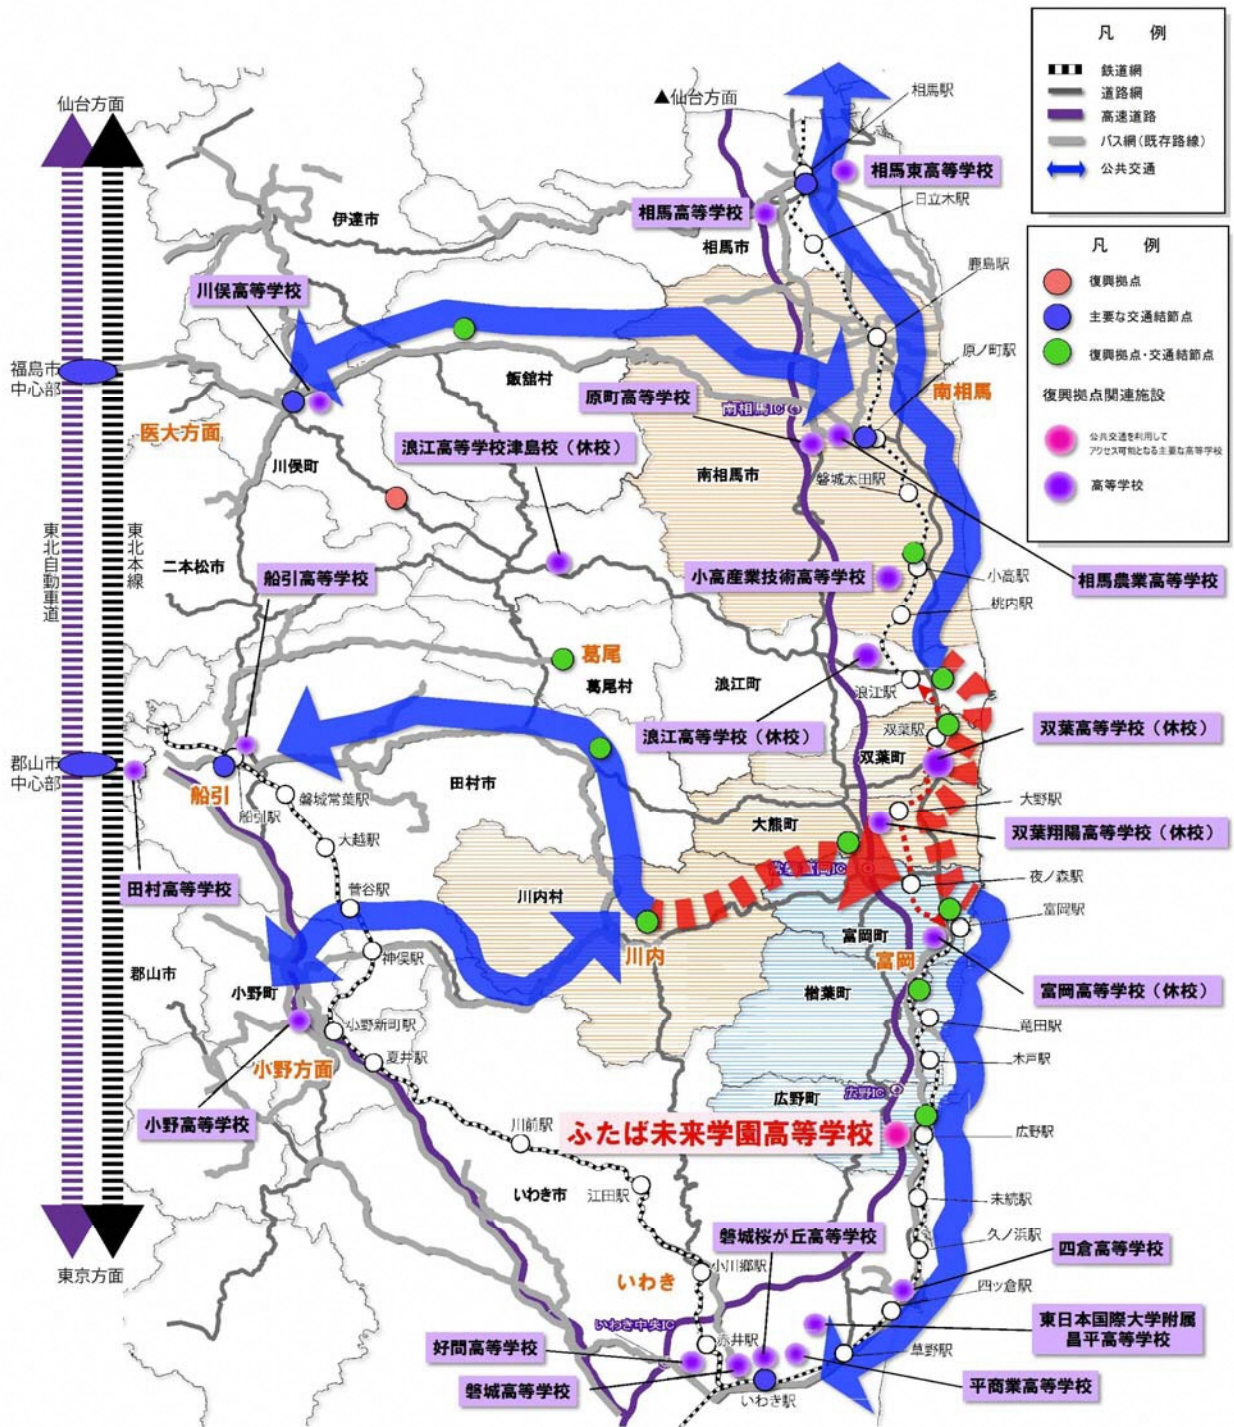 凡 例
鉄道網
道路網
高速道路
バス網(既存路線)
公共交通
凡 例
復興拠点
主要な交通結節点
復興拠点・交通結節点
復興拠点関連施設
公共交通を利用して
アクセス可能となる主要な高等学校
高等学校
仙台方面
▲仙台方面
相馬駅
相馬東高等学校
日立木駅
相馬高等学校
相馬市
伊達市
鹿島駅
川俣高等学校
原ノ町駅
福島市
中心部
飯舘村
原町高等学校
南相馬IC
南相馬
医大方面
川俣町
浪江高等学校津島校(休校)
南相馬市
磐城太田駅
東北自動車道
東北本線
二本松市
船引高等学校
小高産業技術高等学校
小高駅
相馬農業高等学校
桃内駅
葛尾
葛尾村
浪江町
浪江駅
浪江高等学校(休校)
双葉駅
双葉高等学校(休校)
双葉町
郡山市
中心部
船引
船引駅
磐城常葉駅
田村市
大野駅
大越駅
大熊町
双葉翔陽高等学校(休校)
田村高等学校
菅谷駅
川内村
夜ノ森駅
富岡駅
郡山市
神俣駅
川内
富岡町
富岡
小野町
楢葉町
富岡高等学校(休校)
小野新町駅
竜田駅
夏井駅
小野方面
木戸駅
広野町
広野IC
小野高等学校
川前駅
ふたば未来学園高等学校
広野駅
いわき市
江田駅
末続駅
磐城桜が丘高等学校
久ノ浜駅
四倉高等学校
東京方面
いわき
小川郷駅
四ッ倉駅
いわき中央IC
赤井駅
東日本国際大学附属
昌平高等学校
好間高等学校
草野駅
磐城高等学校
いわき駅
平商業高等学校